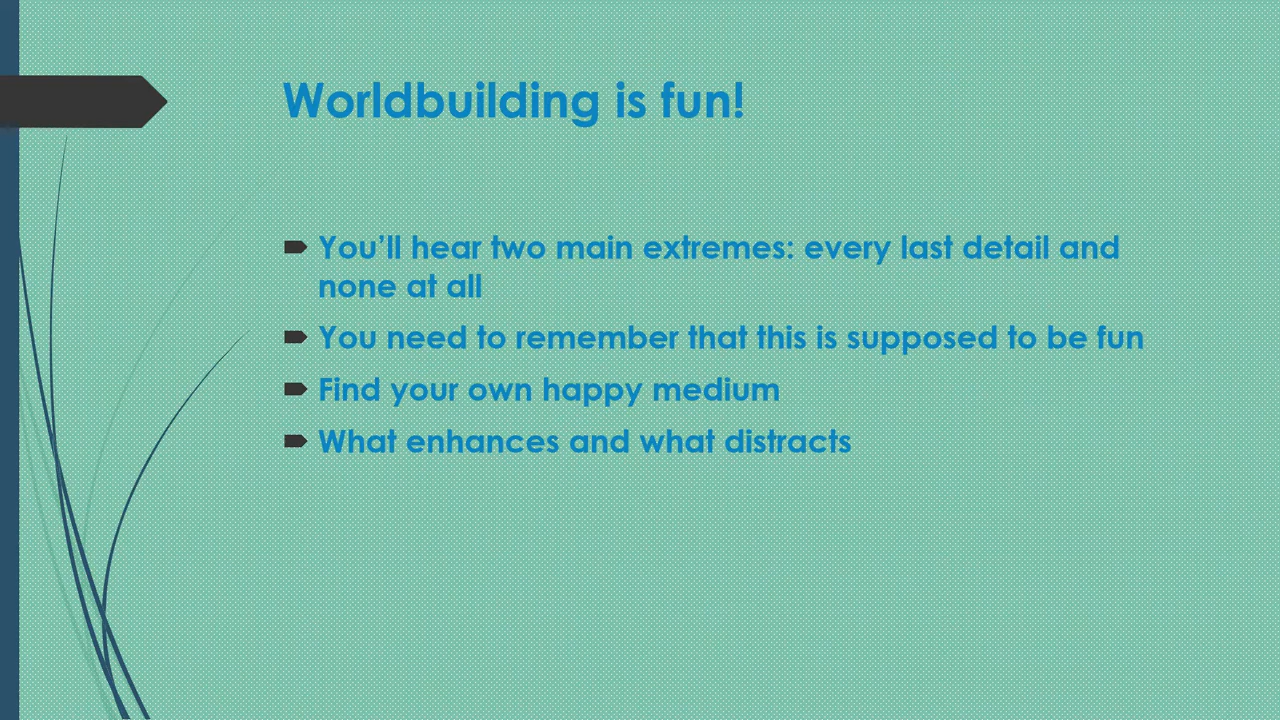 Worldbuilding is fun!
You’ll hear two main extremes: every last detail and
none at all
You need to remember that this is supposed to be fun
Find your own happy medium
What enhances and what distracts